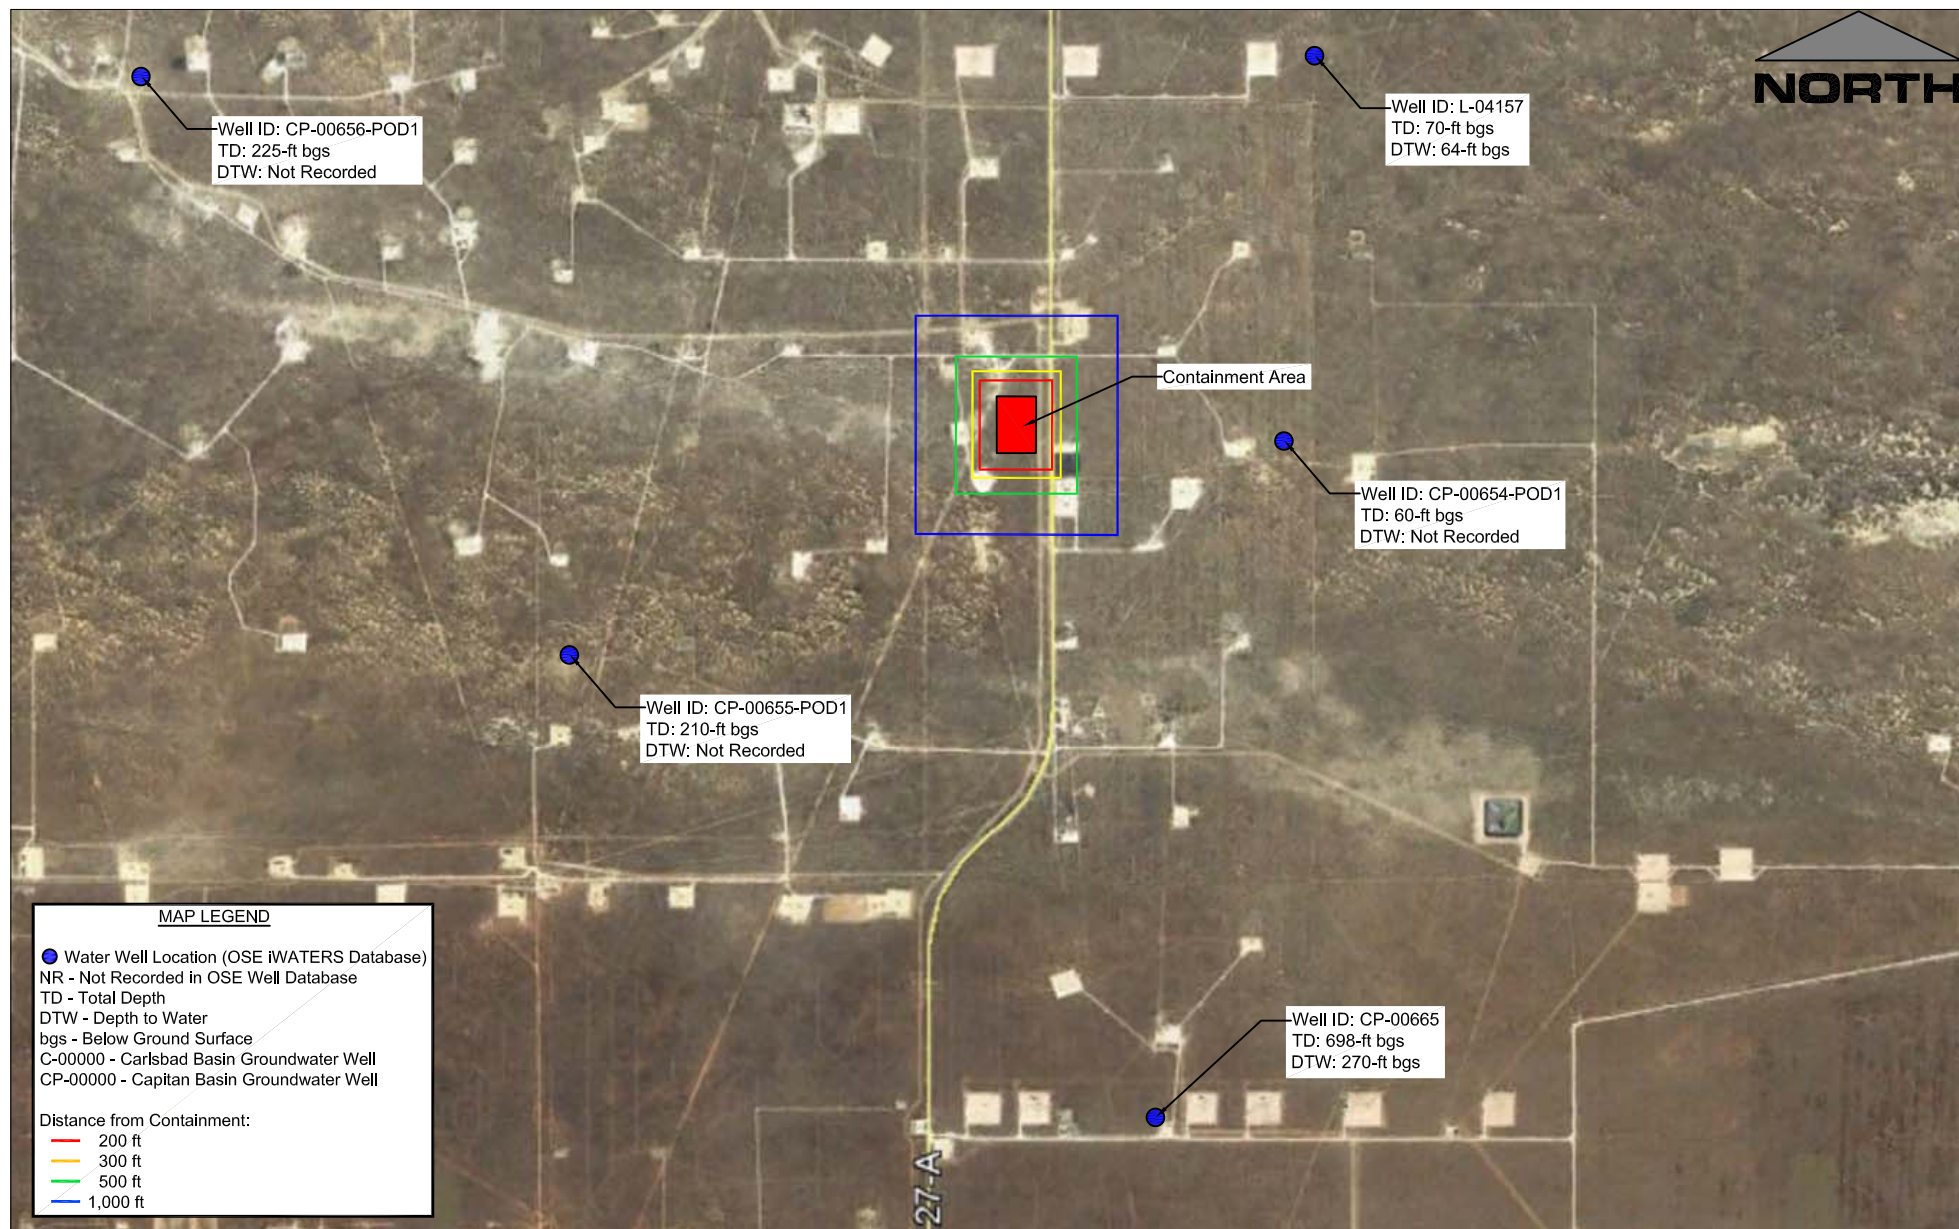 NORTH
Well ID: CP-00656-POD1
TD: 225-ft bgs
DTW: Not Recorded
Well ID: L-04157
TD: 70-ft bgs
DTW: 64-ft bgs
Containment Area
Well ID: CP-00654-POD1
TD: 60-ft bgs
DTW: Not Recorded
Well ID: CP-00655-POD1
TD: 210-ft bgs
DTW: Not Recorded
MAP LEGEND
Water Well Location (OSE iWATERS Database)
NR - Not Recorded in OSE Well Database
TD - Total Depth
DTW - Depth to Water
bgs - Below Ground Surface
C-00000 - Carlsbad Basin Groundwater Well
CP-00000 - Capitan Basin Groundwater Well
Distance from Containment:
200 ft
300 ft
500 ft
1,000 ft
Well ID: CP-00665
TD: 698-ft bgs
DTW: 270-ft bgs
27-A